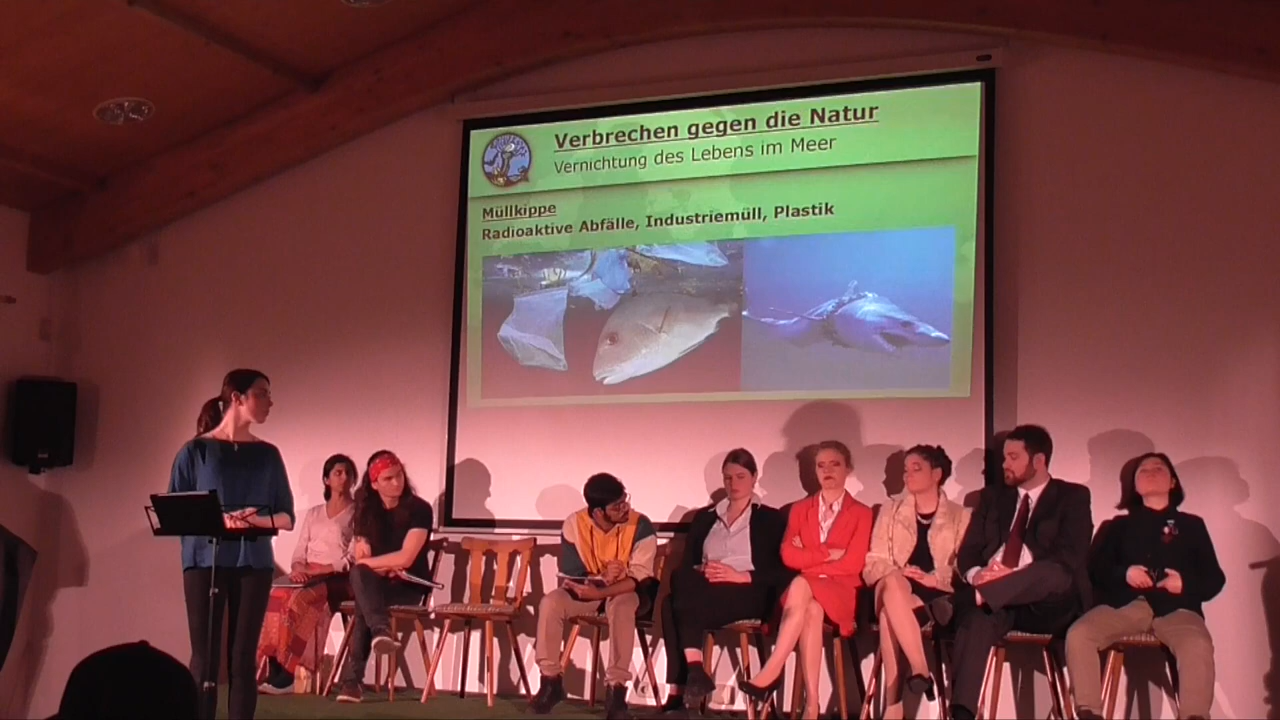 Verbrechen gegen die Natur
Vernichtung des Lebens im Meer
Müllkippe
Radioaktive Abfälle, Industriemüll, Plastik